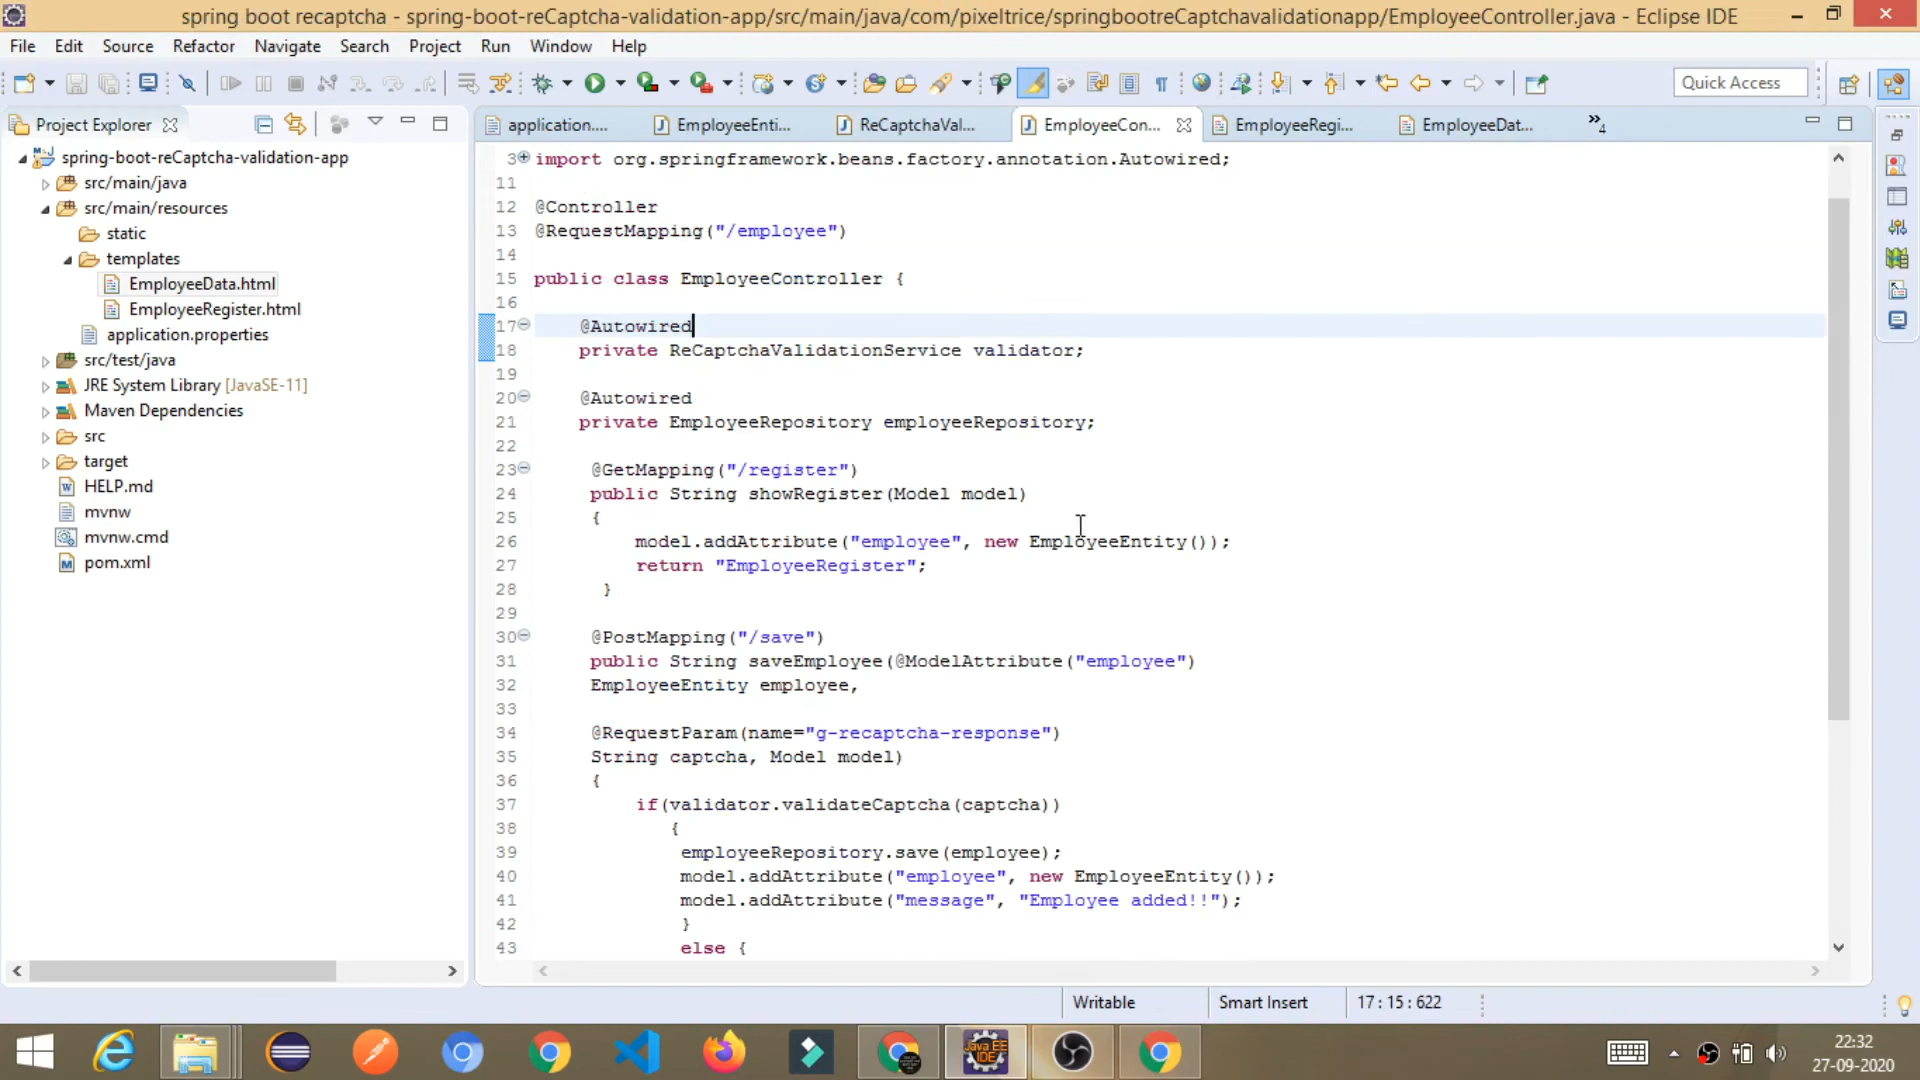 spring boot recaptcha - spring-boot-reCaptcha-validation-app/src/main/java/com/pixeltrice/springbootreCaptchavalidationapp/EmployeeController.java - Eclipse IDE
File Edit Source Refactor Navigate Search Project Run Window Help
Quick Access
Project Explorer
application.... EmployeeEnti... ReCaptchaVal... EmployeeCon... EmployeeRegi... EmployeeDat... »4
spring-boot-reCaptcha-validation-app
src/main/java
src/main/resources
static
templates
EmployeeData.html
EmployeeRegister.html
application.properties
src/test/java
JRE System Library [JavaSE-11]
Maven Dependencies
src
target
HELP.md
mvnw
mvnw.cmd
pom.xml
3 import org.springframework.beans.factory.annotation.Autowired;
11
12 @Controller
13 @RequestMapping("/employee")
14
15 public class EmployeeController {
16
17 @Autowired
18 private ReCaptchaValidationService validator;
19
20 @Autowired
21 private EmployeeRepository employeeRepository;
22
23 @GetMapping("/register")
24 public String showRegister(Model model)
25 {
26 model.addAttribute("employee", new EmployeeEntity());
27 return "EmployeeRegister";
28 }
29
30 @PostMapping("/save")
31 public String saveEmployee(@ModelAttribute("employee")
32 EmployeeEntity employee,
33
34 @RequestParam(name="g-recaptcha-response")
35 String captcha, Model model)
36 {
37 if(validator.validateCaptcha(captcha))
38 {
39 employeeRepository.save(employee);
40 model.addAttribute("employee", new EmployeeEntity());
41 model.addAttribute("message", "Employee added!!");
42 }
43 else {
Writable Smart Insert 17 : 15 : 622
Java EE
IDE
22:32
27-09-2020